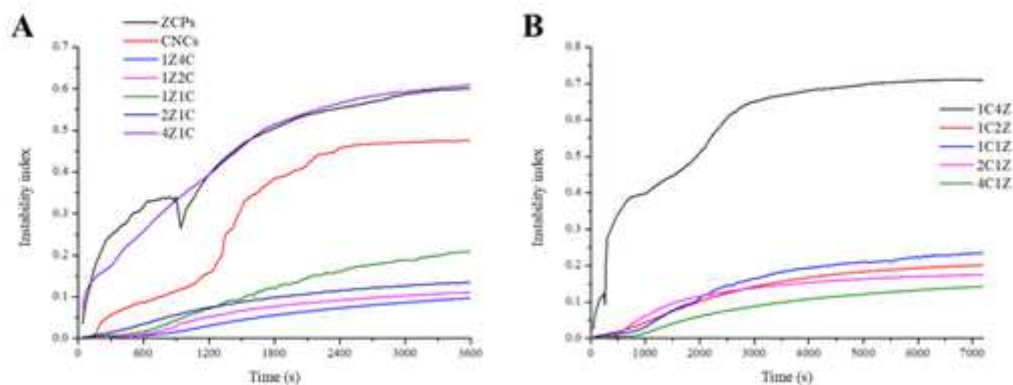 A
ZCPs
CNCs
1Z4C
1Z2C
1Z1C
2Z1C
4Z1C
0.7
0.6
0.5
0.4
0.3
0.2
0.1
0.0
Instability index
0 600 1200 1800 2400 3000 3600
Time (s)
B
0.8
0.7
0.6
0.5
0.4
0.3
0.2
0.1
0.0
Instability index
1C4Z
1C2Z
1C1Z
2C1Z
4C1Z
0 1000 2000 3000 4000 5000 6000 7000
Time (s)